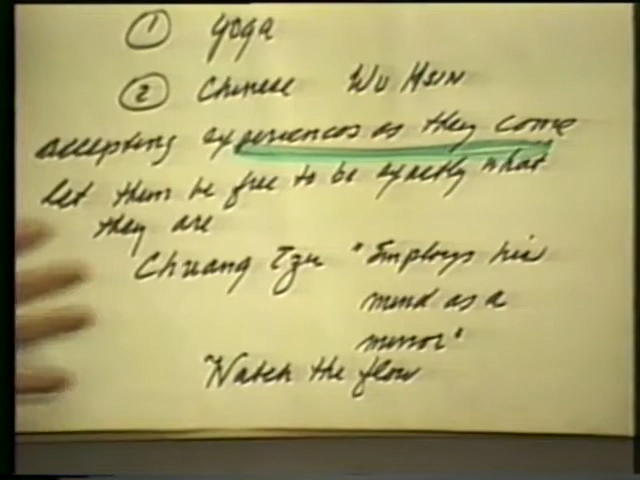 ① Yoga
② Chinese Wu Hsin
accepting experiences as they come
let them be free to be exactly what
they are
Chuang Tzu "Employs his
mind as a
mirror"
"Watch the flow